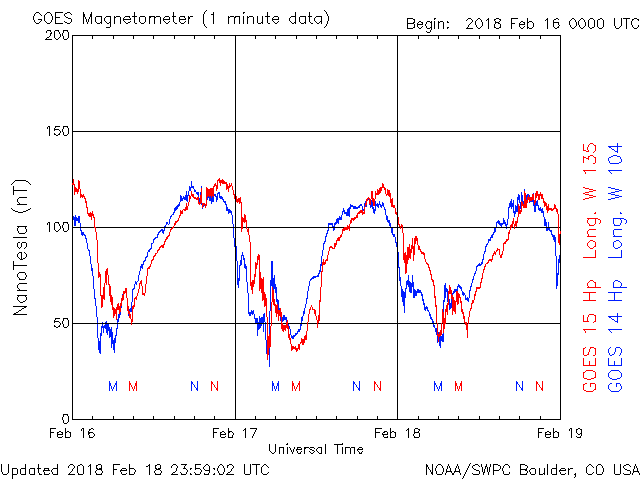 GOES Magnetometer (1 minute data)
Begin: 2018 Feb 16 0000 UTC
200
150
100
50
0
NanoTesla (nT)
M M N N M M N N M M N N
Feb 16 Feb 17 Feb 18 Feb 19
Universal Time
GOES 15 Hp Long. W 135
GOES 14 Hp Long. W 104
Updated 2018 Feb 18 23:59:02 UTC
NOAA/SWPC Boulder, CO USA